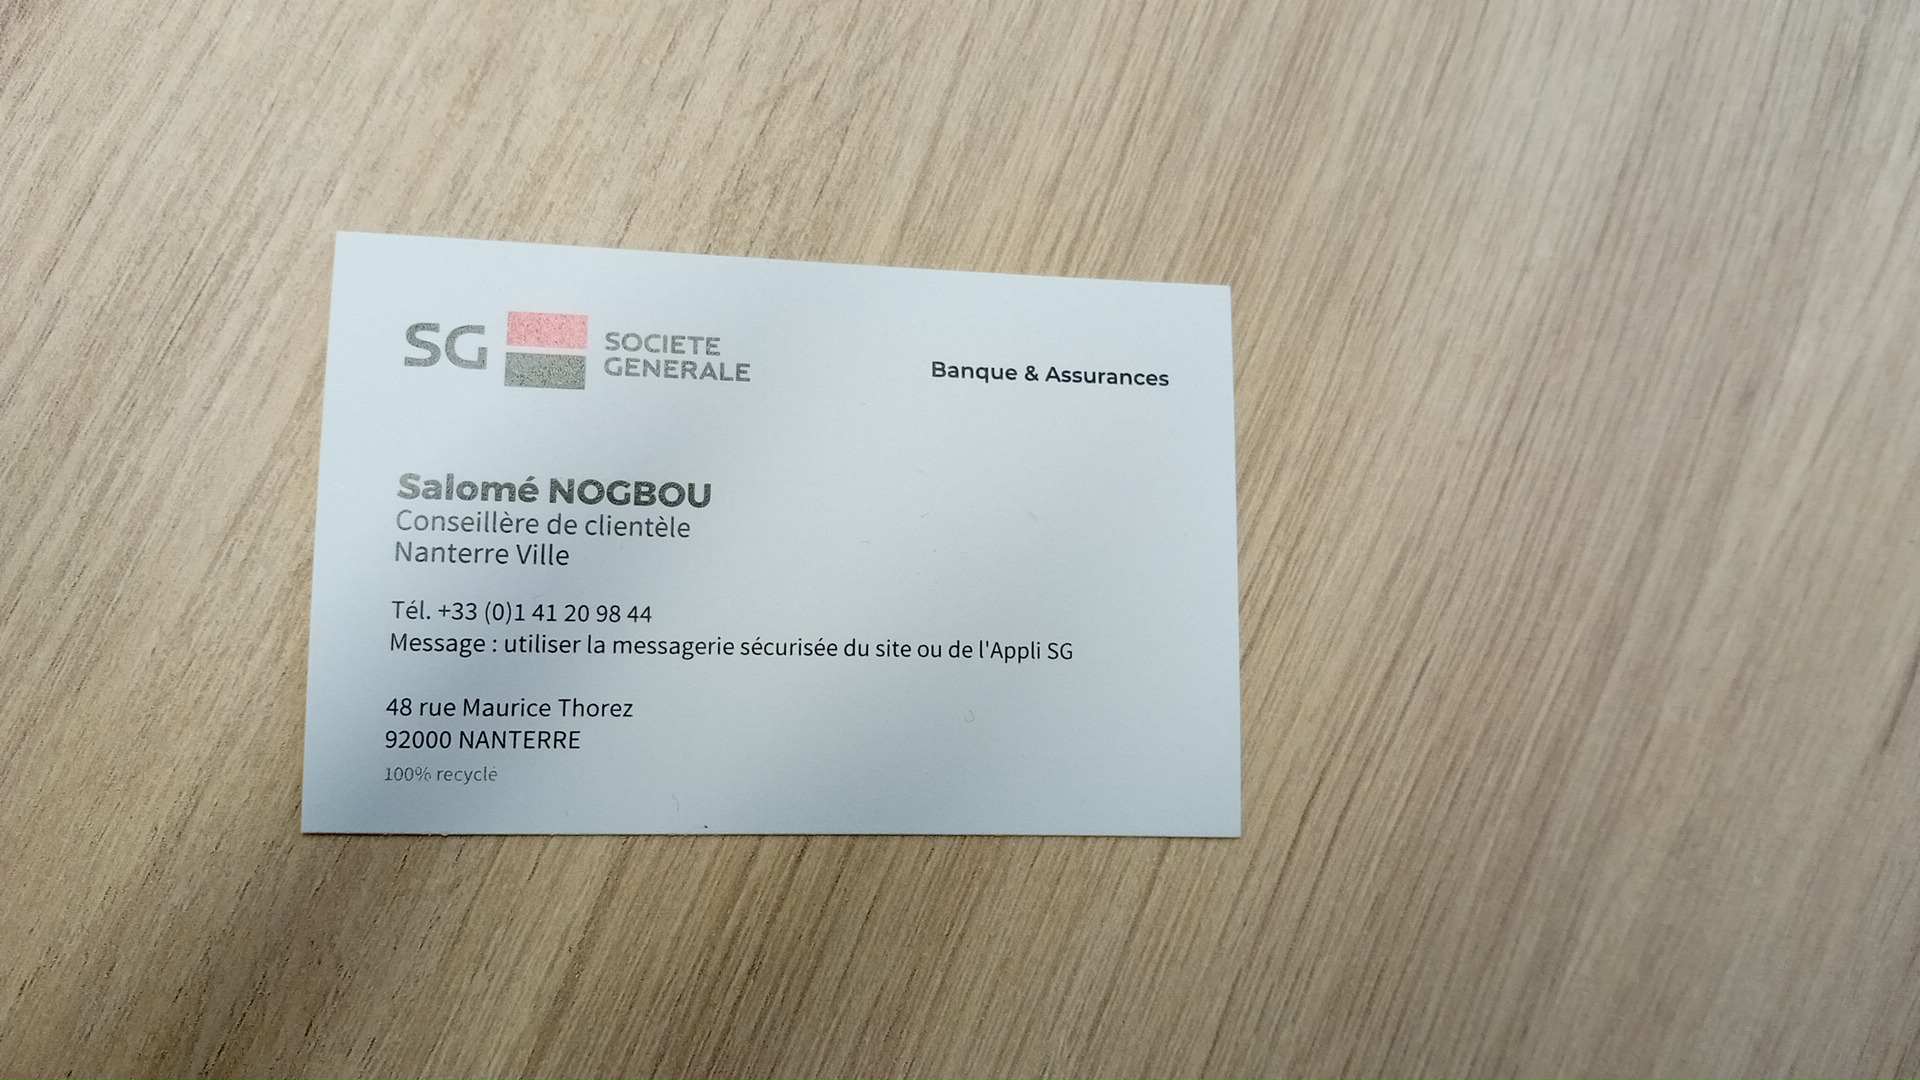 SG SOCIETE GENERALE
Banque & Assurances
Salomé NOGBOU
Conseillère de clientèle
Nanterre Ville
Tél. +33 (0)1 41 20 98 44
Message : utiliser la messagerie sécurisée du site ou de l'Appli SG
48 rue Maurice Thorez
92000 NANTERRE
100% recyclé